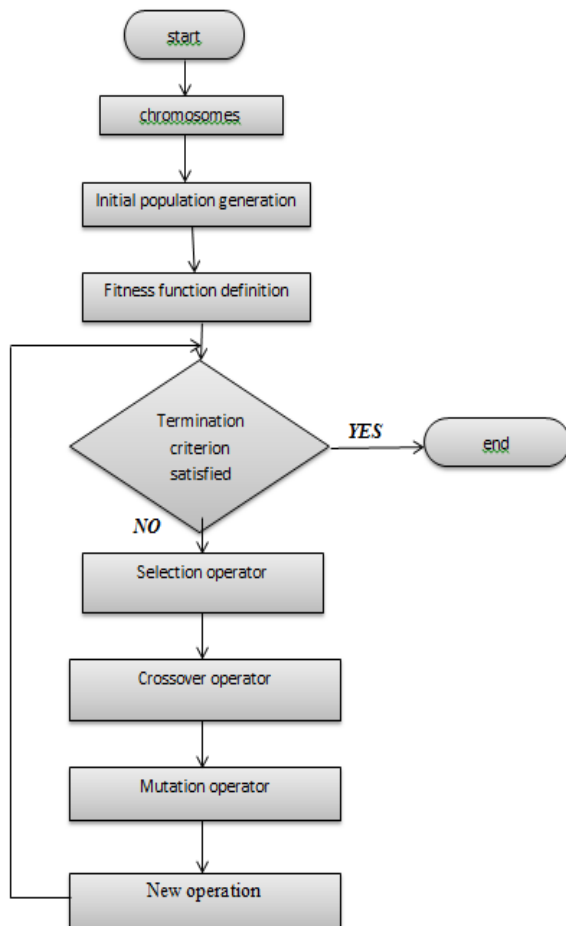 start
chromosomes
Initial population generation
Fitness function definition
Termination
criterion
satisfied
YES
end
NO
Selection operator
Crossover operator
Mutation operator
New operation